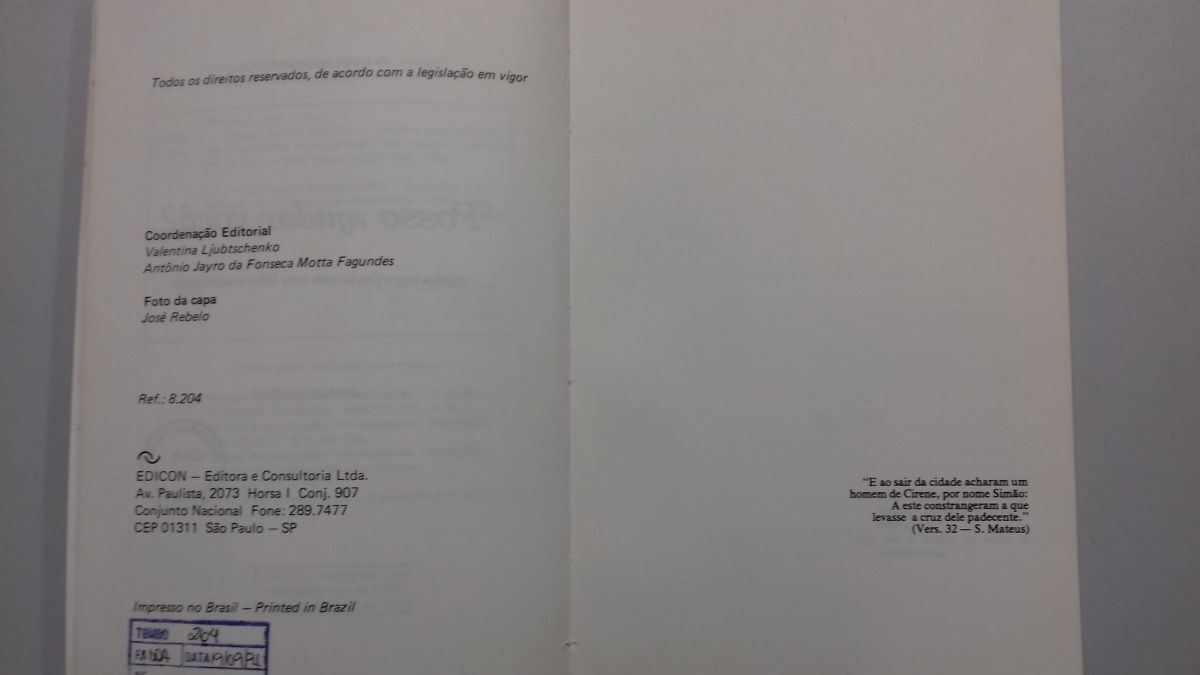 Todos os direitos reservados, de acordo com a legislação em vigor
Coordenação Editorial
Valentina Ljubtschenko
Antônio Jayro da Fonseca Motta Fagundes
Foto da capa
José Rebelo
Ref.: 8.204
EDICON — Editora e Consultoria Ltda.
Av. Paulista, 2073 Horsa I Conj. 907
Conjunto Nacional Fone: 289.7477
CEP 01311 São Paulo — SP
Impresso no Brasil — Printed in Brazil
TOMBO 204
DATA
"E ao sair da cidade acharam um
homem de Cirene, por nome Simão:
A este constrangeram a que
levasse a cruz dele padecente."
(Vers. 32 — S. Mateus)